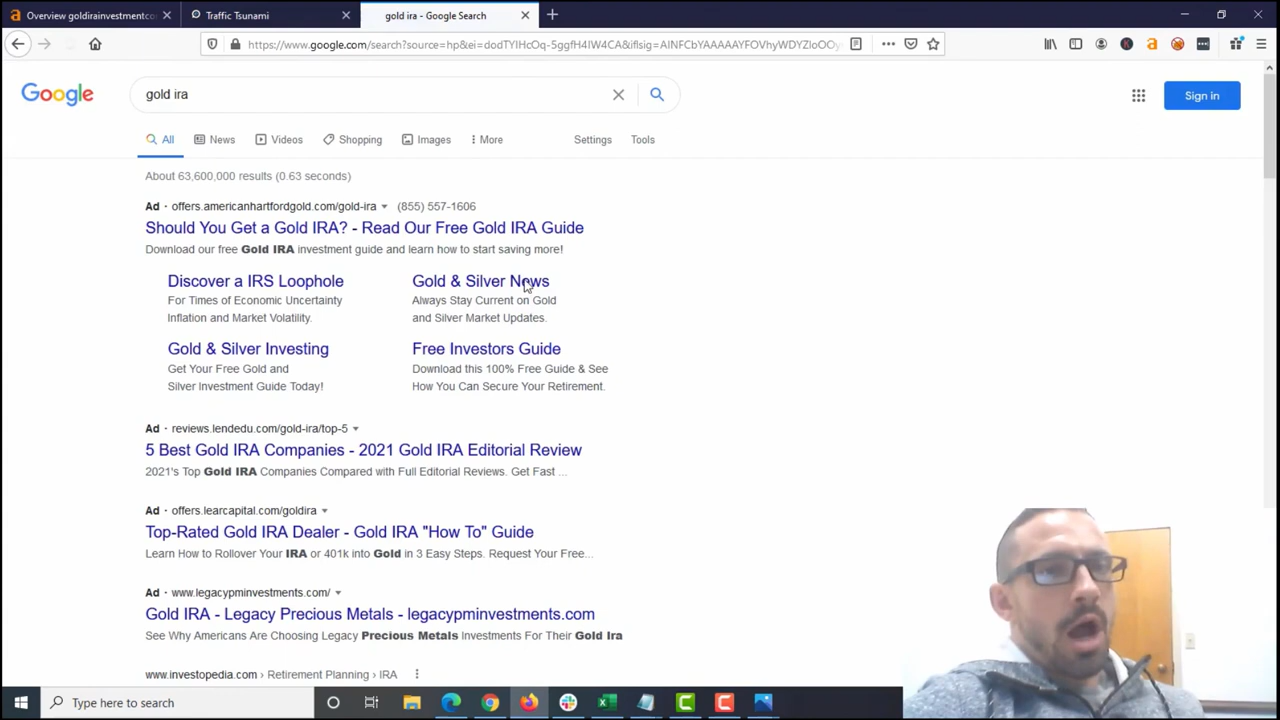 Overview goldirainvestmentco
Traffic Tsunami
gold ira - Google Search
https://www.google.com/search?source=hp&ei=dodTYIHcOq-5ggfH4IW4CA&iflsig=AINFCbYAAAAAYFOVhyWDYZIoOOy
Google
gold ira
Sign in
All
News
Videos
Shopping
Images
More
Settings
Tools
About 63,600,000 results (0.63 seconds)
Ad · offers.americanhartfordgold.com/gold-ira (855) 557-1606
Should You Get a Gold IRA? - Read Our Free Gold IRA Guide
Download our free Gold IRA investment guide and learn how to start saving more!
Discover a IRS Loophole
For Times of Economic Uncertainty
Inflation and Market Volatility.
Gold & Silver News
Always Stay Current on Gold
and Silver Market Updates.
Gold & Silver Investing
Get Your Free Gold and
Silver Investment Guide Today!
Free Investors Guide
Download this 100% Free Guide & See
How You Can Secure Your Retirement.
Ad · reviews.lendedu.com/gold-ira/top-5
5 Best Gold IRA Companies - 2021 Gold IRA Editorial Review
2021's Top Gold IRA Companies Compared with Full Editorial Reviews. Get Fast ...
Ad · offers.learcapital.com/goldira
Top-Rated Gold IRA Dealer - Gold IRA "How To" Guide
Learn How to Rollover Your IRA or 401k into Gold in 3 Easy Steps. Request Your Free...
Ad · www.legacypminvestments.com/
Gold IRA - Legacy Precious Metals - legacypminvestments.com
See Why Americans Are Choosing Legacy Precious Metals Investments For Their Gold Ira
www.investopedia.com › Retirement Planning › IRA
Type here to search